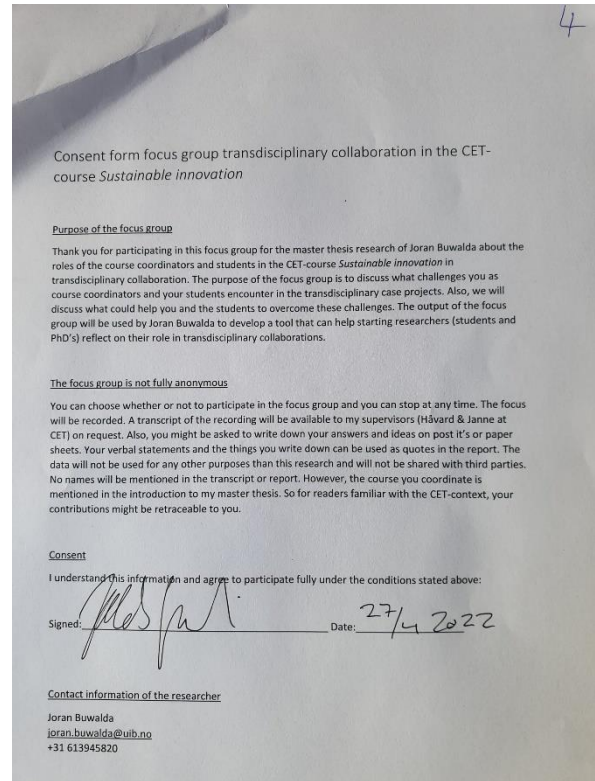 4
Consent form focus group transdisciplinary collaboration in the CET-
course Sustainable innovation
Purpose of the focus group
Thank you for participating in this focus group for the master thesis research of Joran Buwalda about the
roles of the course coordinators and students in the CET-course Sustainable innovation in
transdisciplinary collaboration. The purpose of the focus group is to discuss what challenges you as
course coordinators and your students encounter in the transdisciplinary case projects. Also, we will
discuss what could help you and the students to overcome these challenges. The output of the focus
group will be used by Joran Buwalda to develop a tool that can help starting researchers (students and
PhD's) reflect on their role in transdisciplinary collaborations.
The focus group is not fully anonymous
You can choose whether or not to participate in the focus group and you can stop at any time. The focus
will be recorded. A transcript of the recording will be available to my supervisors (Håvard & Janne at
CET) on request. Also, you might be asked to write down your answers and ideas on post it's or paper
sheets. Your verbal statements and the things you write down can be used as quotes in the report. The
data will not be used for any other purposes than this research and will not be shared with third parties.
No names will be mentioned in the transcript or report. However, the course you coordinate is
mentioned in the introduction to my master thesis. So for readers familiar with the CET-context, your
contributions might be retraceable to you.
Consent
I understand this information and agree to participate fully under the conditions stated above:
Signed: Date: 27/4 2022
Contact information of the researcher
Joran Buwalda
joran.buwalda@uib.no
+31 613945820